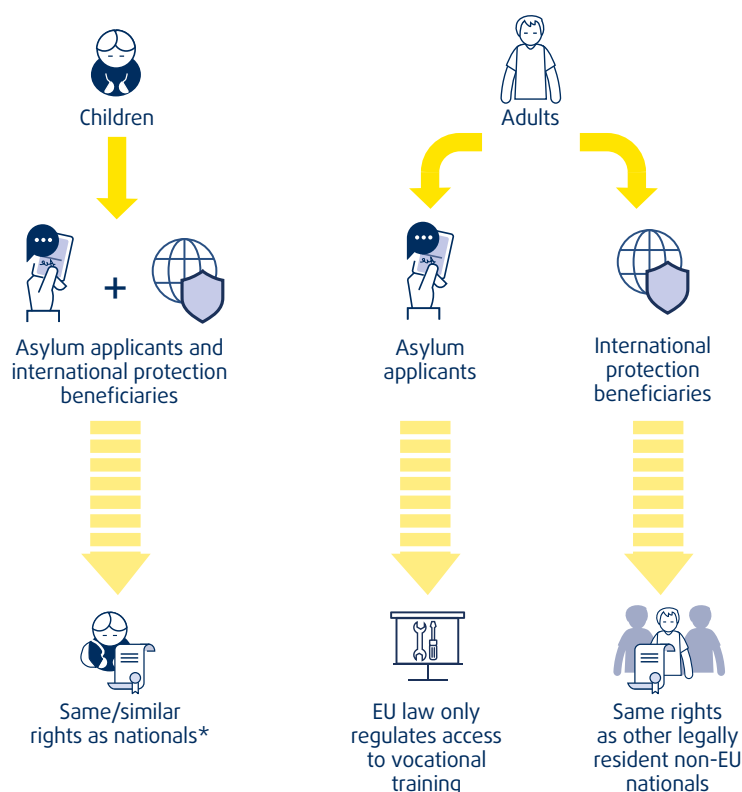 Children
Adults
+
Asylum applicants and
international protection
beneficiaries
Asylum
applicants
International
protection
beneficiaries
Same/similar
rights as nationals*
EU law only
regulates access
to vocational
training
Same rights
as other legally
resident non-EU
nationals